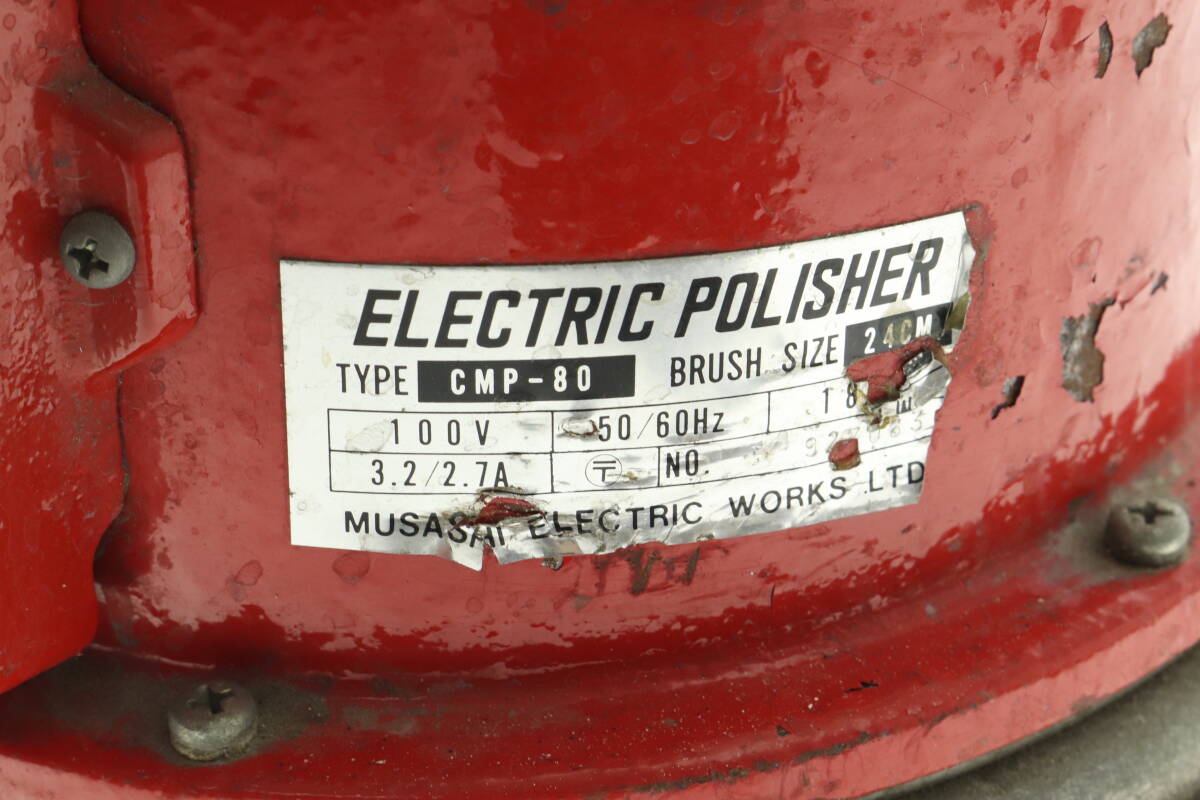 ELECTRIC POLISHER
TYPE CMP-80 BRUSH SIZE 24CM
100V 50/60Hz
3.2/2.7A 〒 NO.
MUSASHI ELECTRIC WORKS LTD